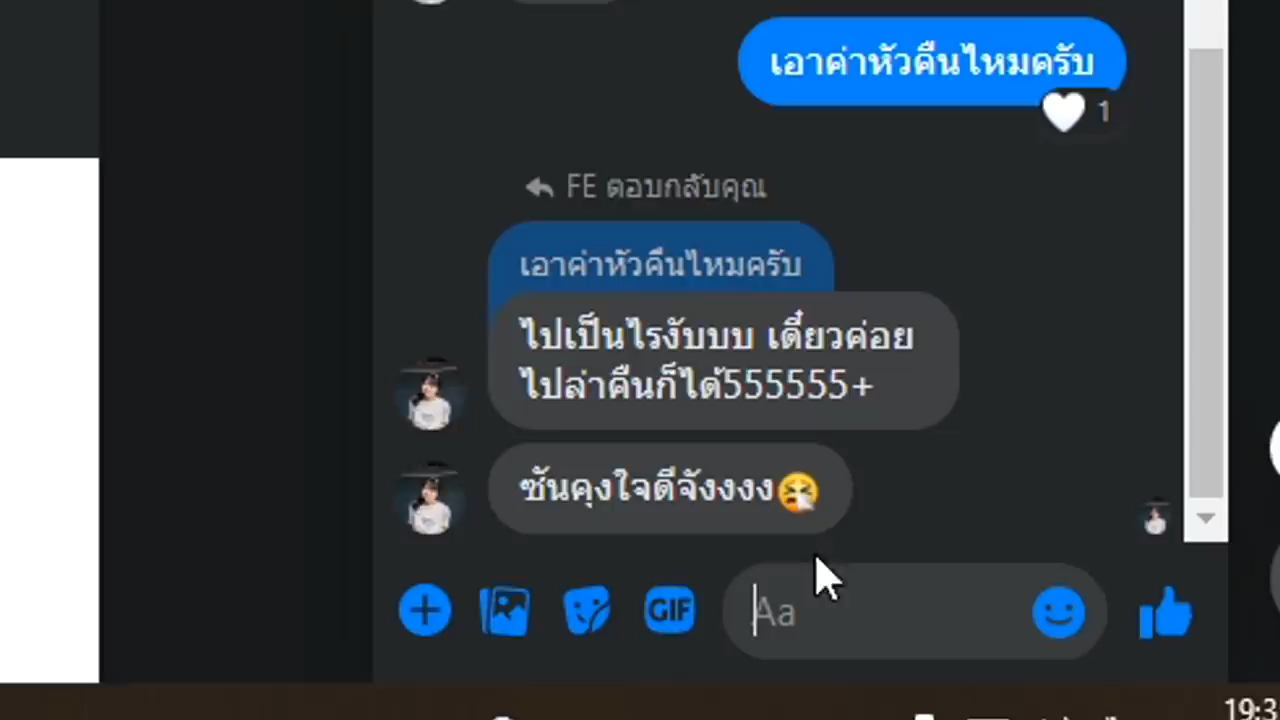 เอาค่าหัวคืนไหมครับ
1
FE ตอบกลับคุณ
เอาค่าหัวคืนไหมครับ
ไปเป็นไรงับบบ เดี๋ยวค่อย
ไปล่าคืนก็ได้555555+
ซันคุงใจดีจังงงง
GIF
Aa
19:3